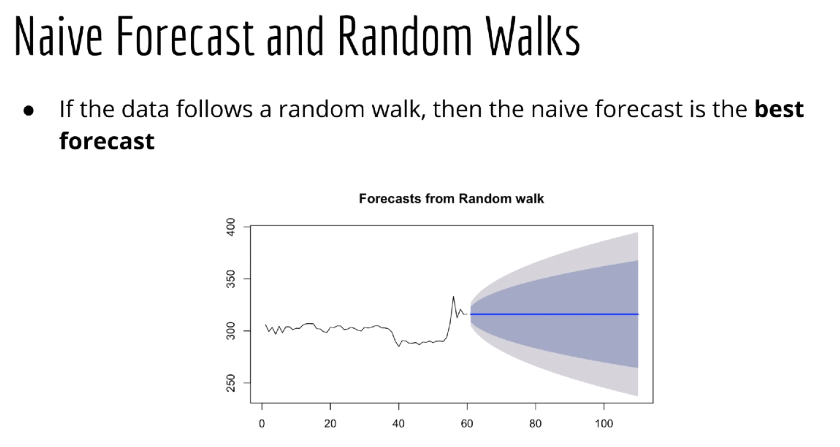 Naive Forecast and Random Walks
● If the data follows a random walk, then the naive forecast is the best
forecast
Forecasts from Random walk
400
350
300
250
0 20 40 60 80 100